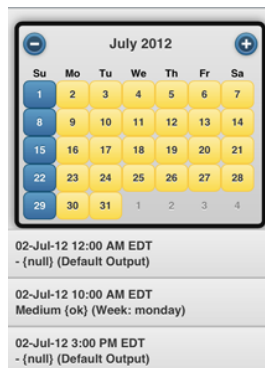 July 2012
Su Mo Tu We Th Fr Sa
1 2 3 4 5 6 7
8 9 10 11 12 13 14
15 16 17 18 19 20 21
22 23 24 25 26 27 28
29 30 31 1 2 3 4
02-Jul-12 12:00 AM EDT
- {null} (Default Output)
02-Jul-12 10:00 AM EDT
Medium {ok} (Week: monday)
02-Jul-12 3:00 PM EDT
- {null} (Default Output)